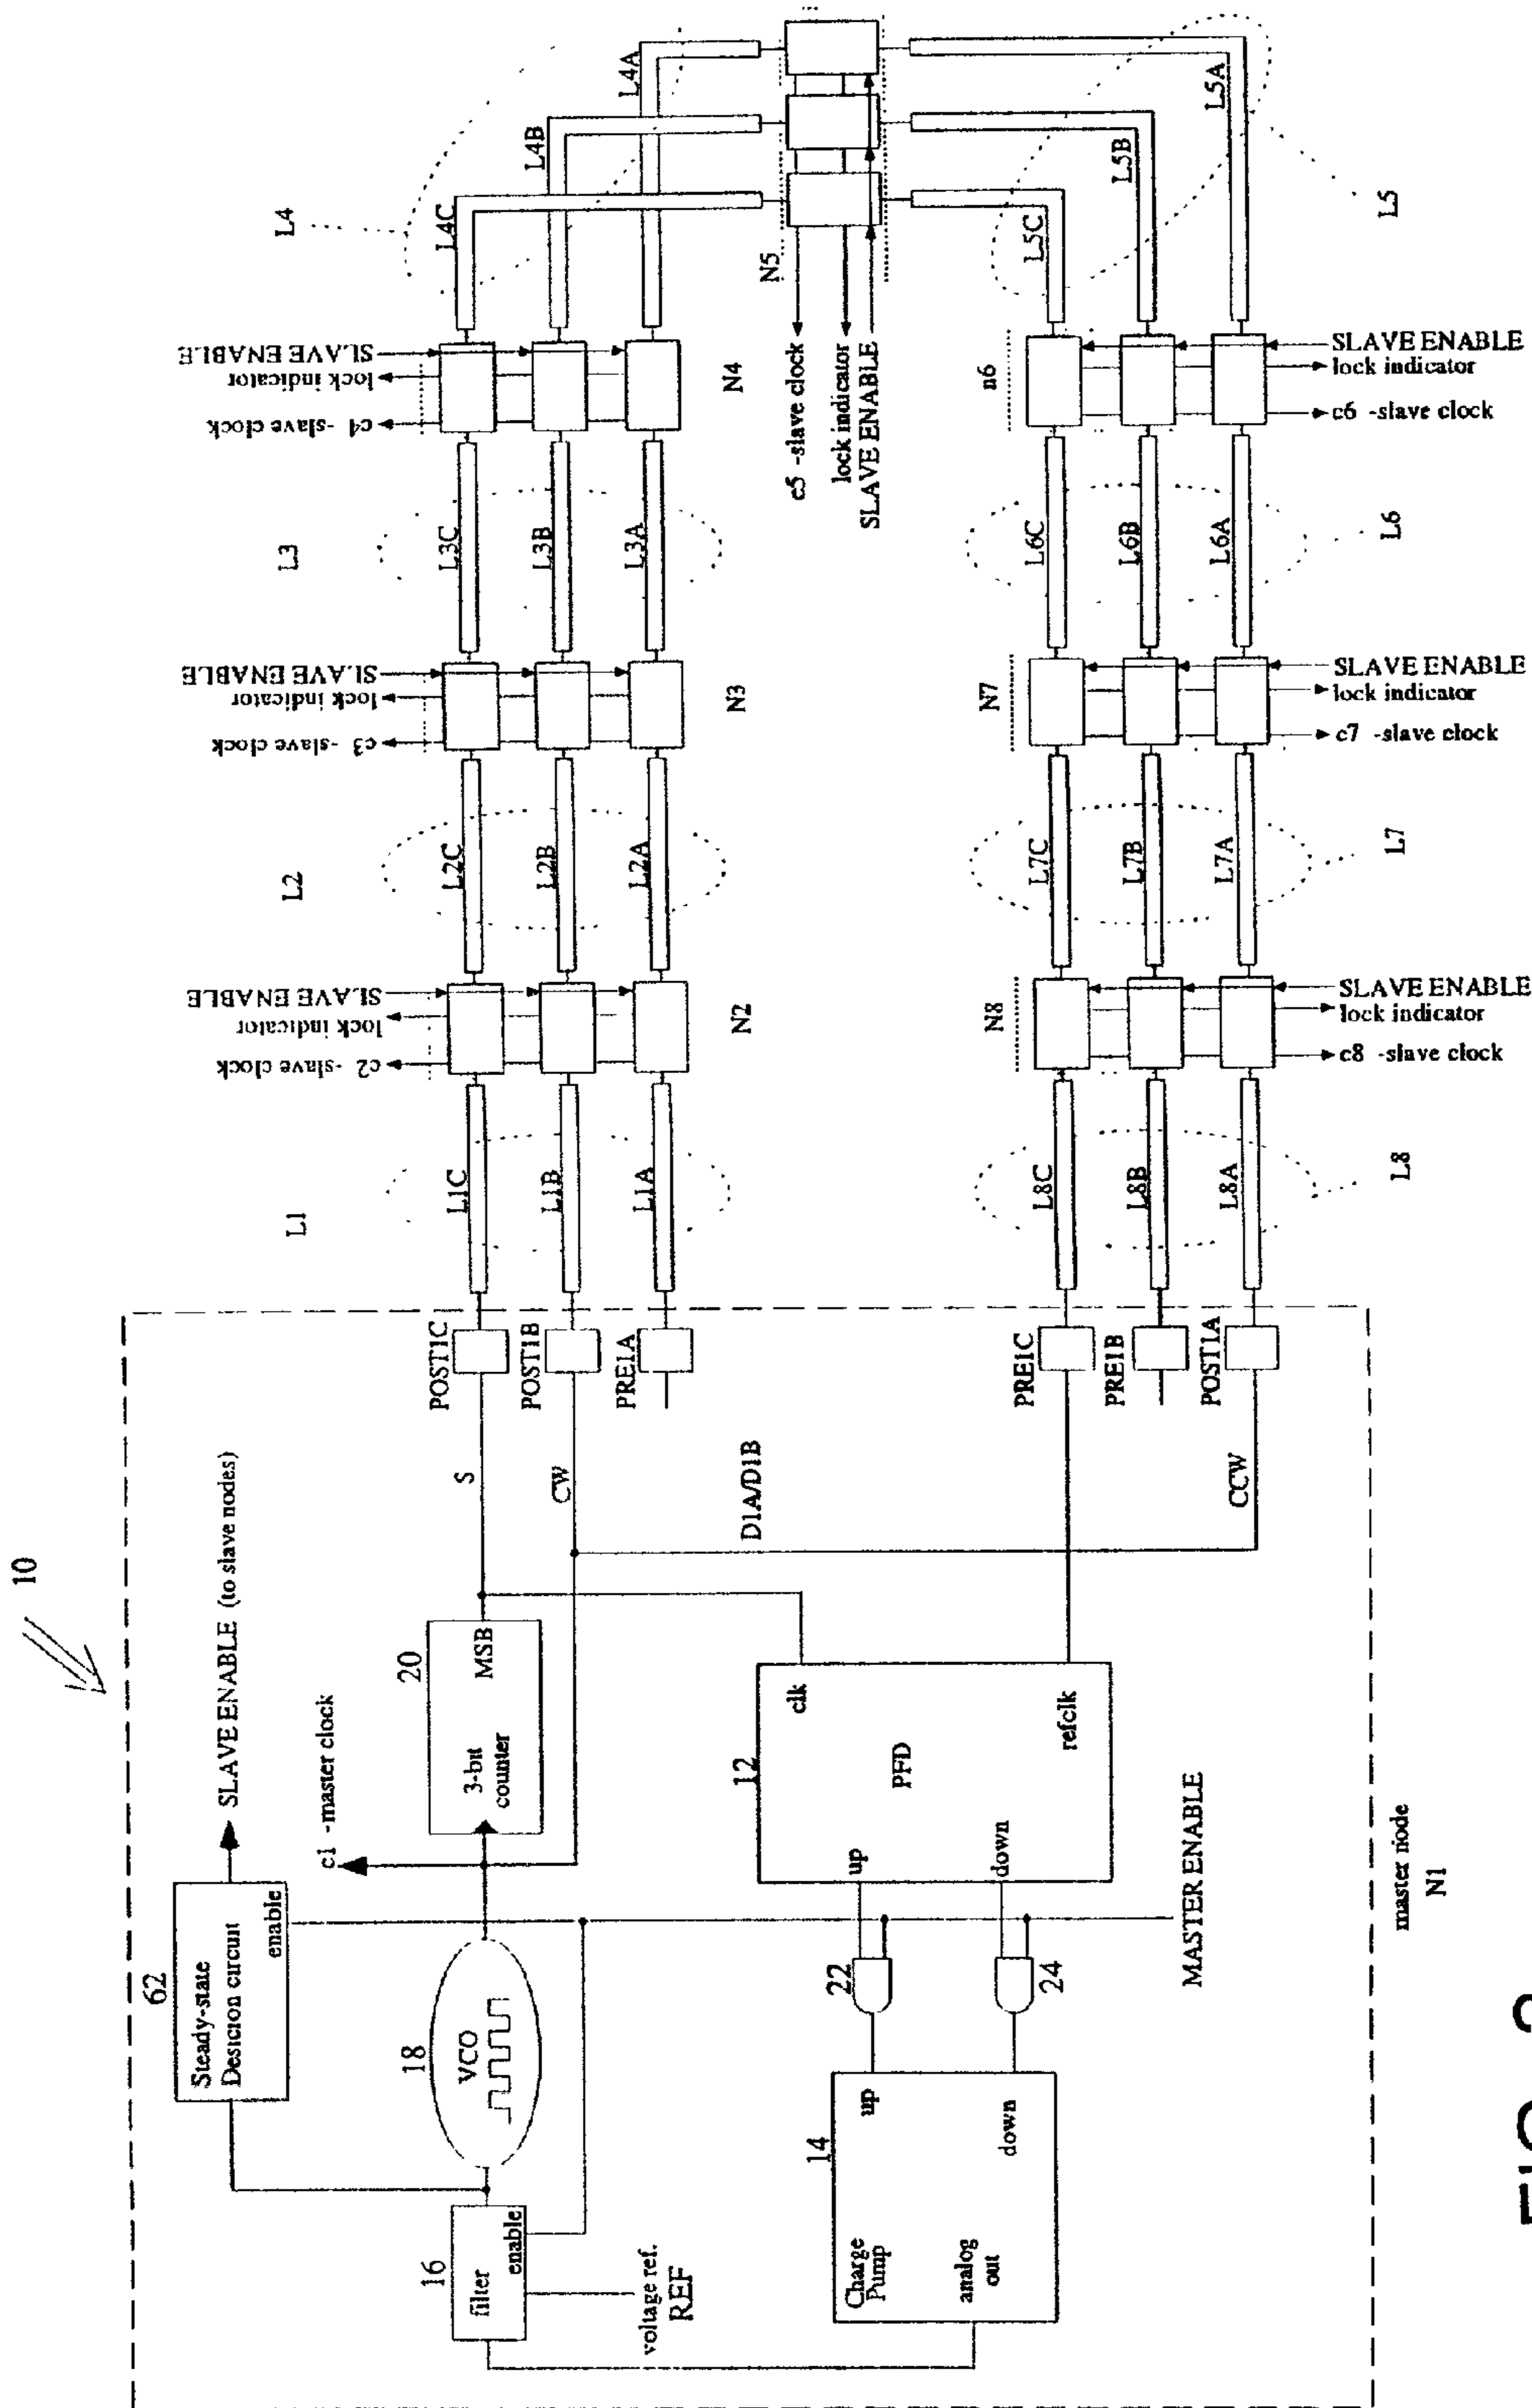 10
62
Steady-state
Desicion circuit
enable
SLAVE ENABLE (to slave nodes)
16
filter
enable
voltage ref.
REF
18
VCO
c1 -master clock
20
3-bit
counter
MSB
S
CW
D1A/D1B
CCW
14
Charge
Pump
analog
out
up
down
22
24
MASTER ENABLE
12
PFD
up
down
clk
refclk
master node
N1
POST1C
POST1B
PRE1A
PRE1C
PRE1B
POST1A
L1
L1C
L1B
L1A
c2 -slave clock
lock indicator
SLAVE ENABLE
N2
L2
L2C
L2B
L2A
c3 -slave clock
lock indicator
SLAVE ENABLE
N3
L3
L3C
L3B
L3A
c4 -slave clock
lock indicator
SLAVE ENABLE
N4
L4
L4C
L4B
L4A
N5
c5 -slave clock
lock indicator
SLAVE ENABLE
L5C
L5B
L5A
L5
n6
SLAVE ENABLE
lock indicator
c6 -slave clock
L6C
L6B
L6A
L6
N7
SLAVE ENABLE
lock indicator
c7 -slave clock
L7C
L7B
L7A
L7
N8
SLAVE ENABLE
lock indicator
c8 -slave clock
L8C
L8B
L8A
L8